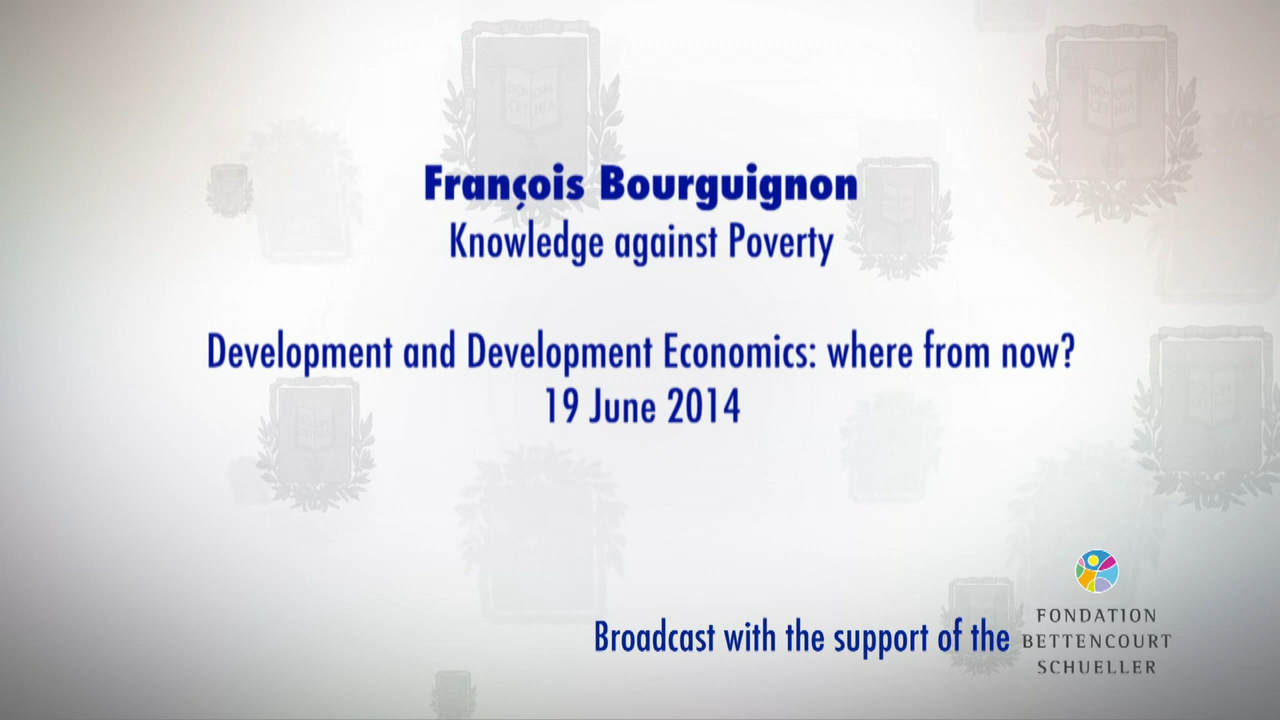 François Bourguignon
Knowledge against Poverty
Development and Development Economics: where from now?
19 June 2014
Broadcast with the support of the
FONDATION
BETTENCOURT
SCHUELLER